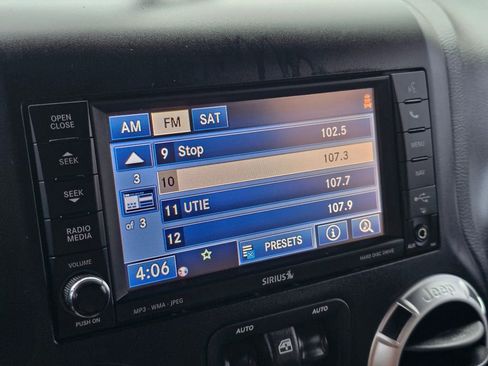 OPEN
CLOSE
SEEK
SEEK
RADIO
MEDIA
VOLUME
PUSH ON
AM FM SAT
9 Stop 102.5
3 10 107.3
of 3 11 UTIE 107.7
12 107.9
4:06 PRESETS
SIRIUS
MP3 - WMA - JPEG
HARD DISC DRIVE
MENU
NAV
AUX
AUTO AUTO
Jeep